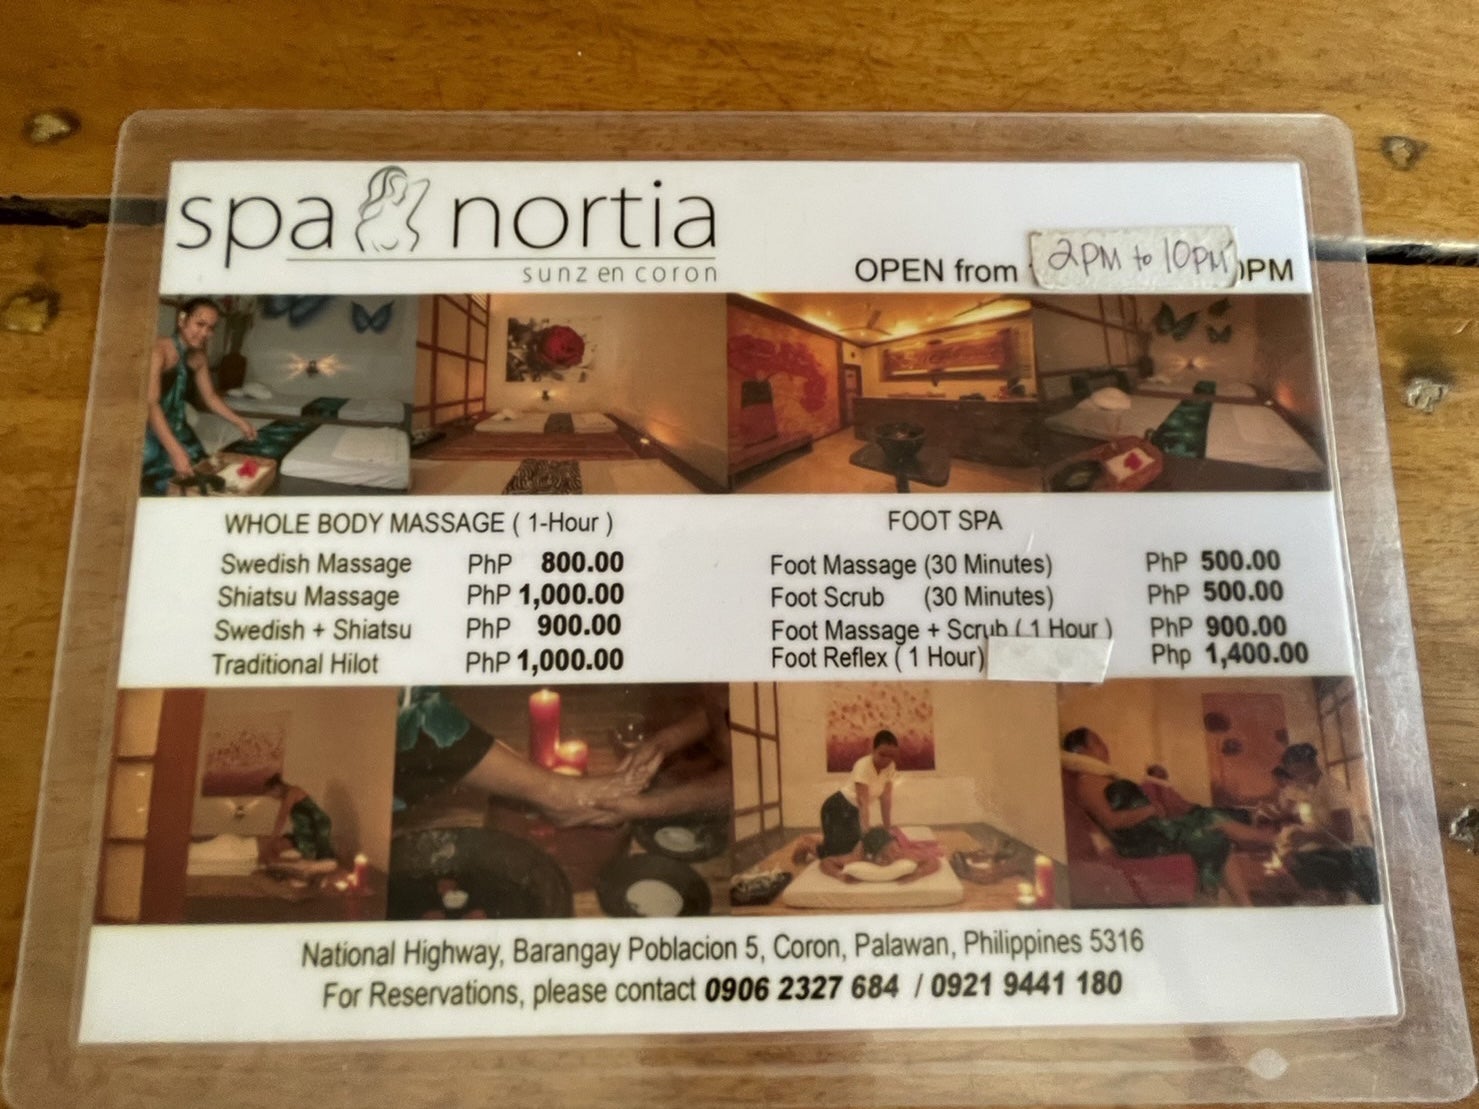 spa nortia
sunz en coron
OPEN from 2PM to 10PM 0PM
WHOLE BODY MASSAGE ( 1-Hour )
Swedish Massage PhP 800.00
Shiatsu Massage PhP 1,000.00
Swedish + Shiatsu PhP 900.00
Traditional Hilot PhP 1,000.00
FOOT SPA
Foot Massage (30 Minutes) PhP 500.00
Foot Scrub (30 Minutes) PhP 500.00
Foot Massage + Scrub ( 1 Hour ) PhP 900.00
Foot Reflex ( 1 Hour) Php 1,400.00
National Highway, Barangay Poblacion 5, Coron, Palawan, Philippines 5316
For Reservations, please contact 0906 2327 684 / 0921 9441 180